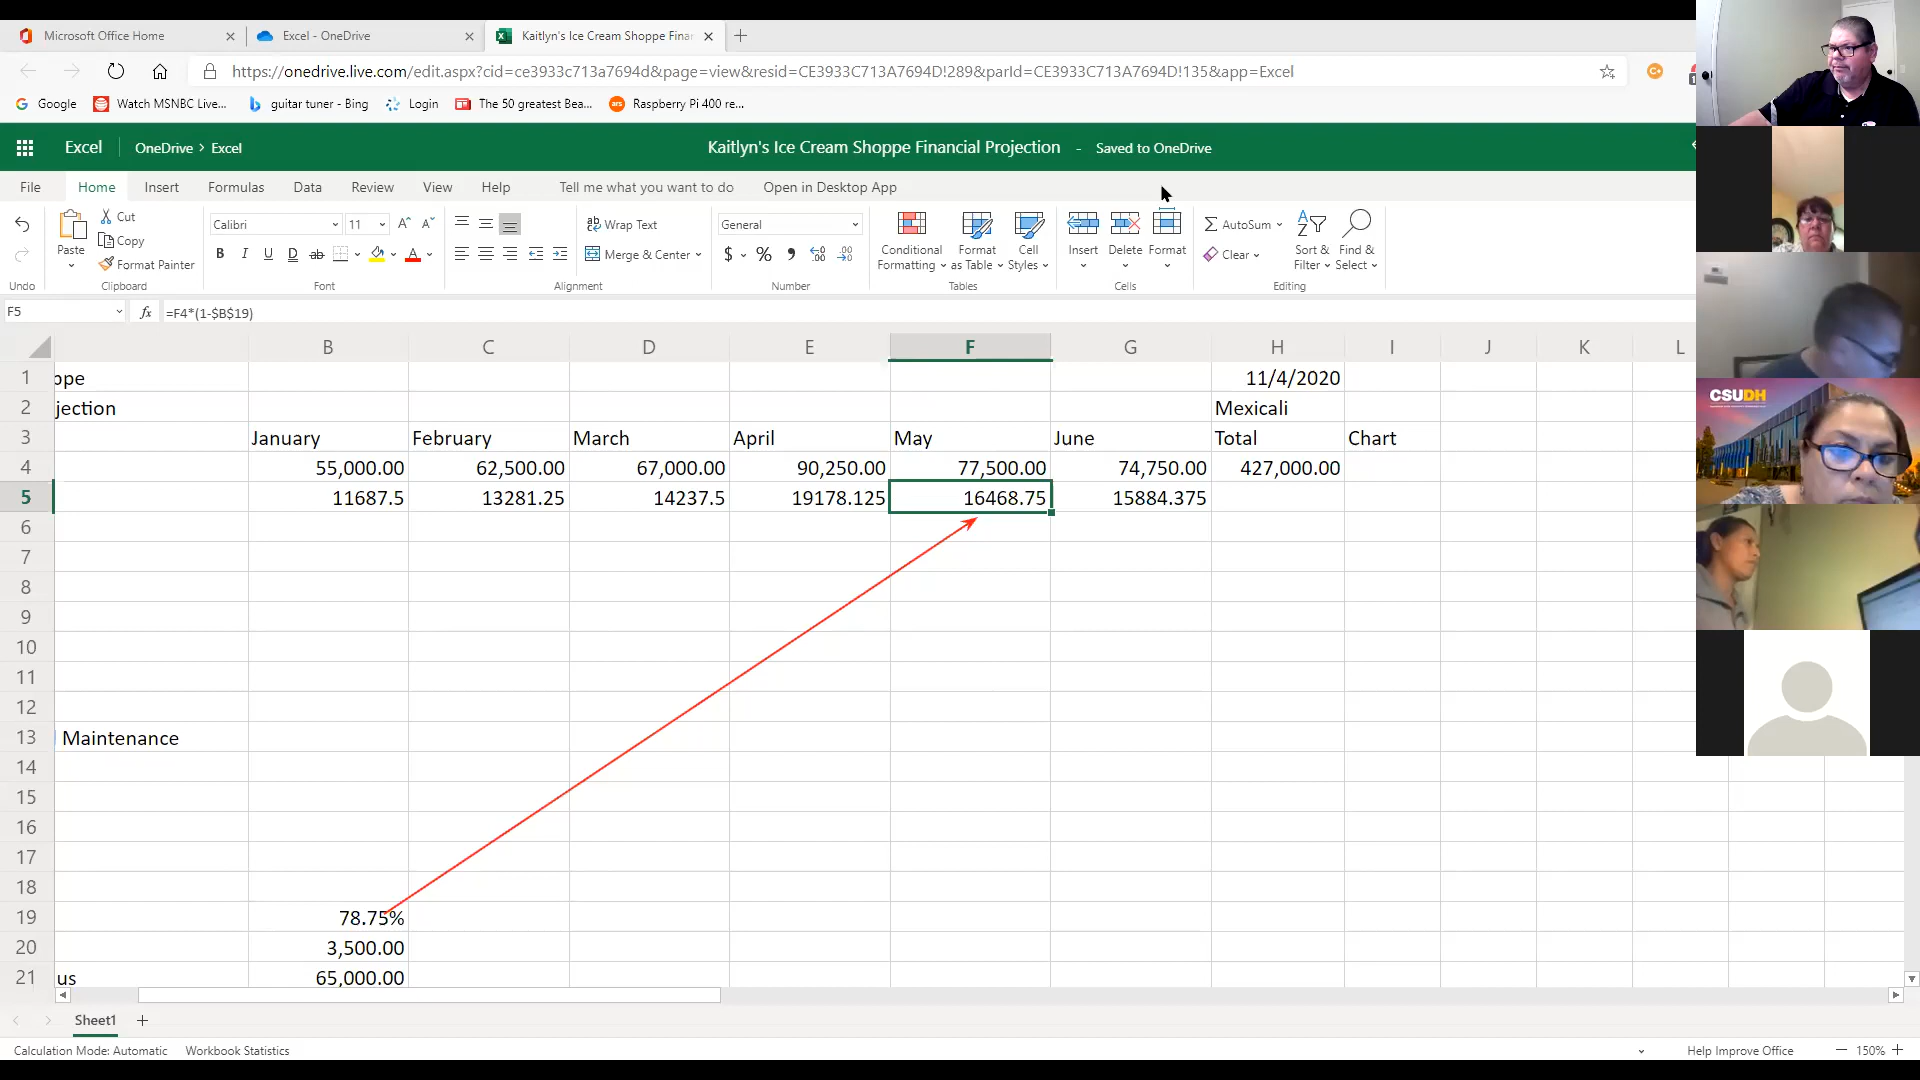 Microsoft Office Home
Excel - OneDrive
Kaitlyn's Ice Cream Shoppe Finan
https://onedrive.live.com/edit.aspx?cid=ce3933c713a7694d&page=view&resid=CE3933C713A7694D!289&parId=CE3933C713A7694D!135&app=Excel
Google Watch MSNBC Live... guitar tuner - Bing Login The 50 greatest Bea... Raspberry Pi 400 re...
Excel OneDrive > Excel Kaitlyn's Ice Cream Shoppe Financial Projection - Saved to OneDrive
File Home Insert Formulas Data Review View Help Tell me what you want to do Open in Desktop App
Paste Cut Copy Format Painter
Calibri 11
B I U D ab A
Wrap Text
Merge & Center
General
$ % 9
Conditional Formatting
Format as Table
Cell Styles
Insert Delete Format
AutoSum
Clear
Sort & Filter
Find & Select
Undo Clipboard Font Alignment Number Tables Cells Editing
F5 fx =F4*(1-$B$19)
B C D E F G H I J K L
1 ppe 11/4/2020
2 jection Mexicali
3 January February March April May June Total Chart
4 55,000.00 62,500.00 67,000.00 90,250.00 77,500.00 74,750.00 427,000.00
5 11687.5 13281.25 14237.5 19178.125 16468.75 15884.375
6
7
8
9
10
11
12
13 Maintenance
14
15
16
17
18
19 78.75%
20 3,500.00
21 us 65,000.00
Sheet1
Calculation Mode: Automatic Workbook Statistics Help Improve Office 150%
CSUDH